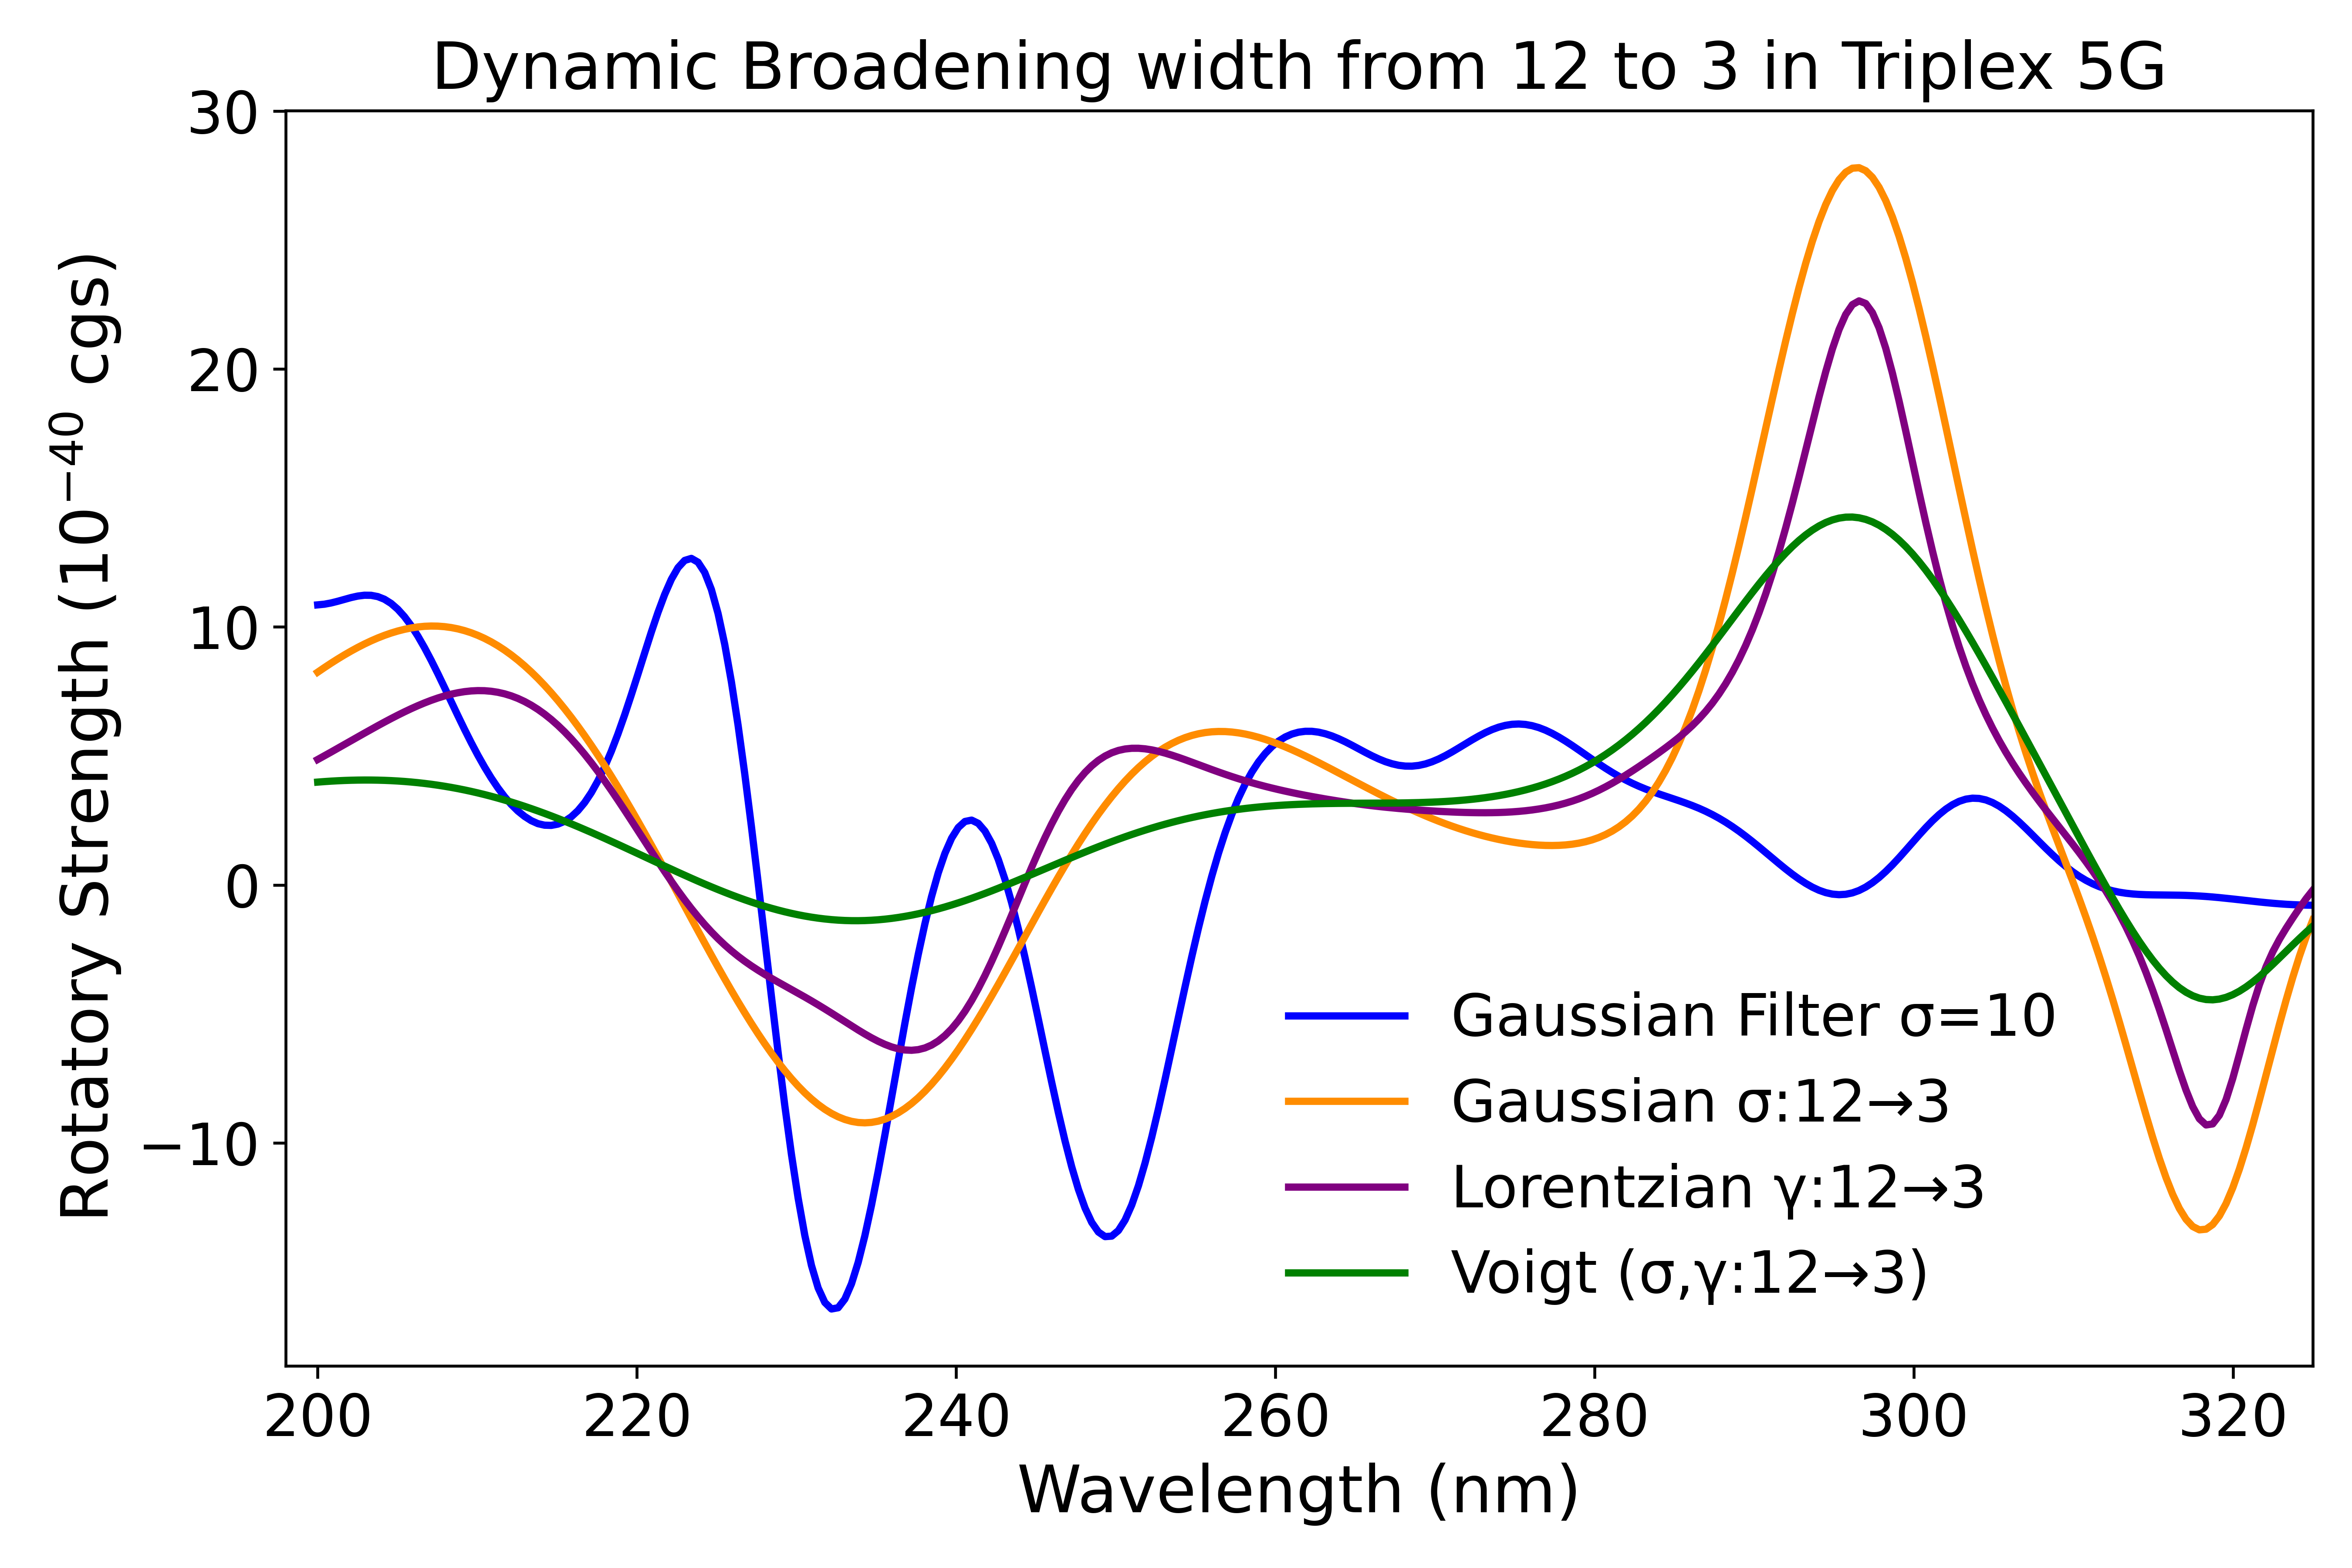 Dynamic Broadening width from 12 to 3 in Triplex 5G
Rotatory Strength (10⁻⁴⁰ cgs)
30
20
10
0
−10
Gaussian Filter σ=10
Gaussian σ:12→3
Lorentzian γ:12→3
Voigt (σ,γ:12→3)
200 220 240 260 280 300 320
Wavelength (nm)